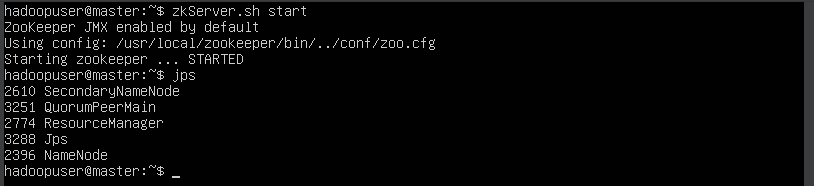 hadoopuser@master:~$ zkServer.sh start
ZooKeeper JMX enabled by default
Using config: /usr/local/zookeeper/bin/../conf/zoo.cfg
Starting zookeeper ... STARTED
hadoopuser@master:~$ jps
2610 SecondaryNameNode
3251 QuorumPeerMain
2774 ResourceManager
3288 Jps
2396 NameNode
hadoopuser@master:~$ _